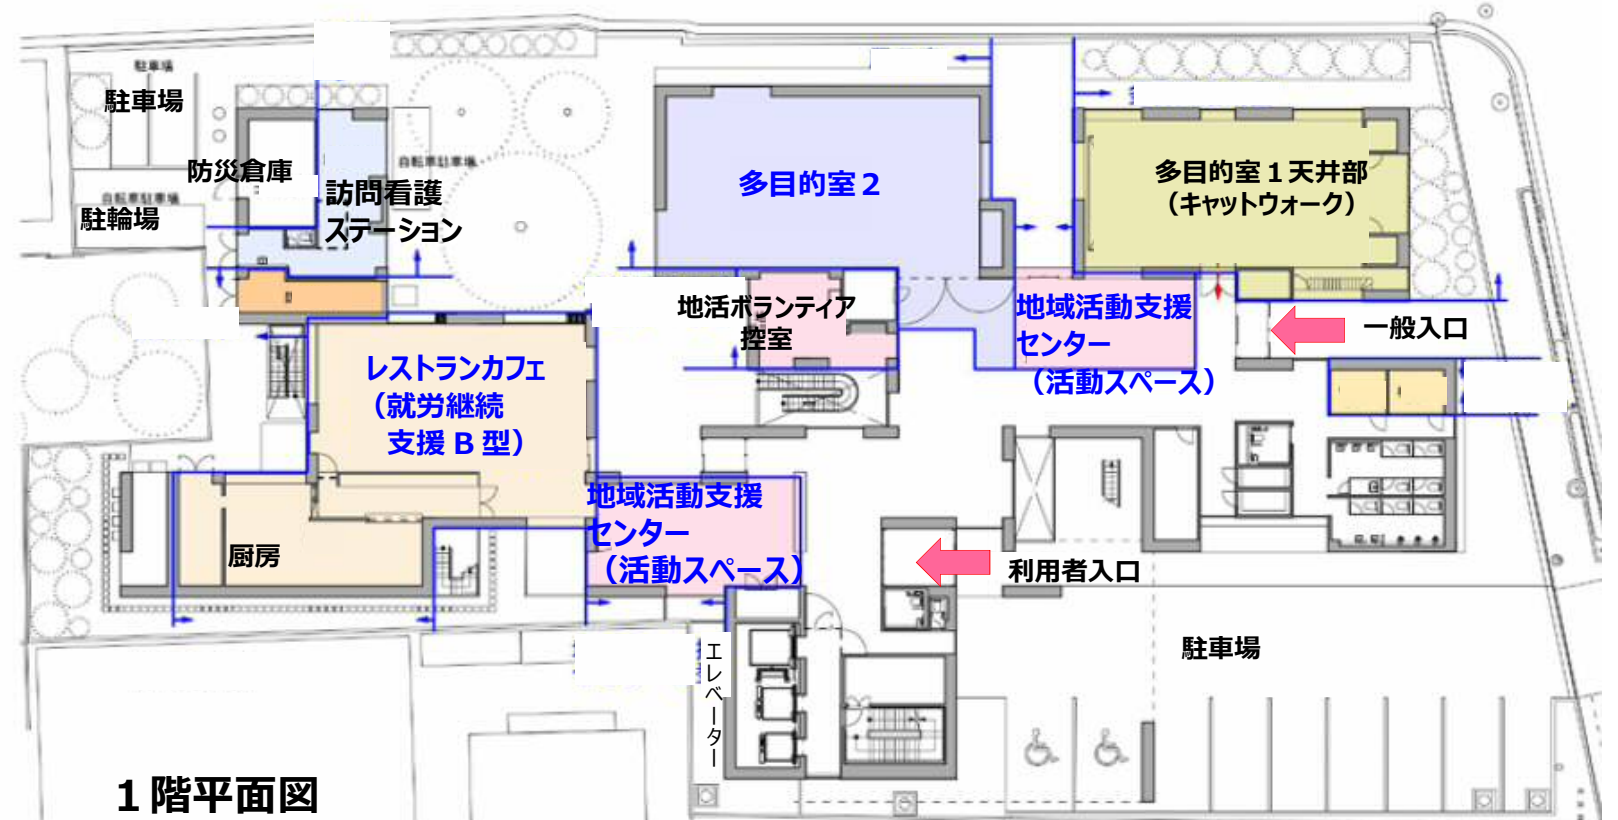 駐車場
駐車場
防災倉庫
自転車駐車場
訪問看護
ステーション
自転車駐車場
駐輪場
多目的室２
多目的室１天井部
（キャットウォーク）
地活ボランティア
控室
地域活動支援
センター
（活動スペース）
一般入口
レストランカフェ
（就労継続
支援Ｂ型）
地域活動支援
センター
（活動スペース）
厨房
利用者入口
エレベーター
駐車場
１階平面図